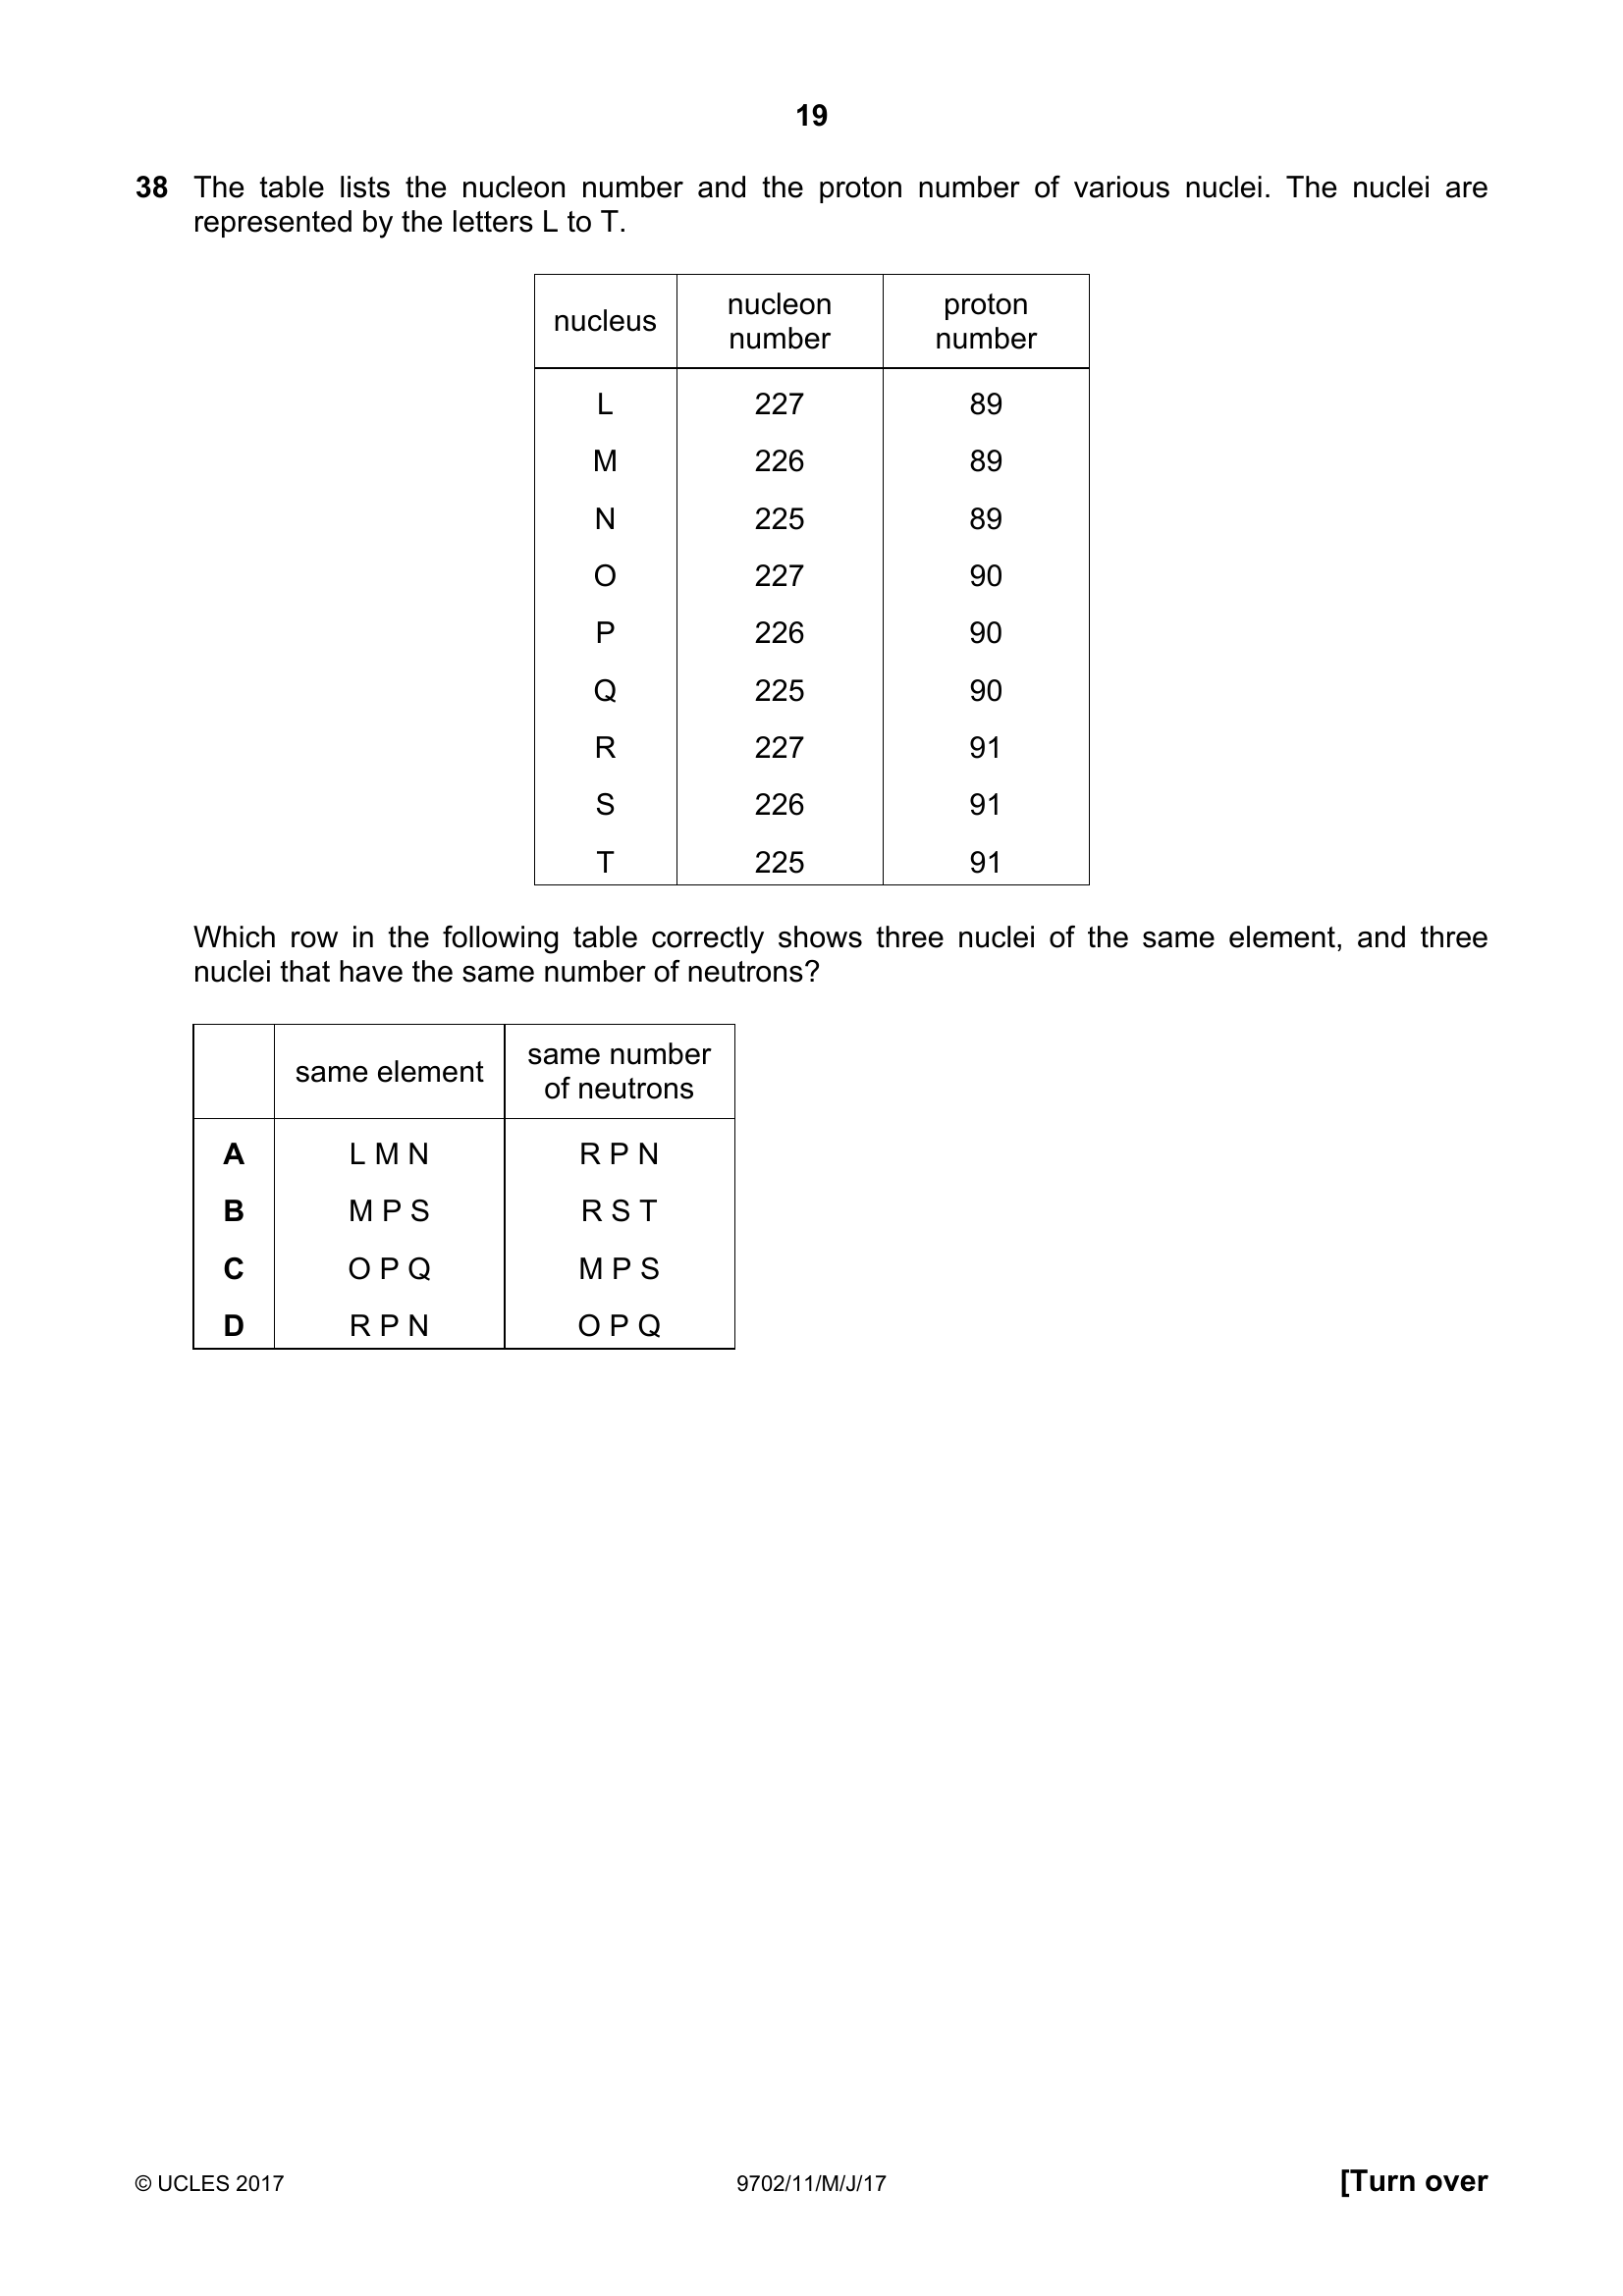 19
38 The table lists the nucleon number and the proton number of various nuclei. The nuclei are
represented by the letters L to T.
nucleus nucleon number proton number
L 227 89
M 226 89
N 225 89
O 227 90
P 226 90
Q 225 90
R 227 91
S 226 91
T 225 91
Which row in the following table correctly shows three nuclei of the same element, and three
nuclei that have the same number of neutrons?
same element same number of neutrons
A L M N R P N
B M P S R S T
C O P Q M P S
D R P N O P Q
© UCLES 2017 9702/11/M/J/17 [Turn over